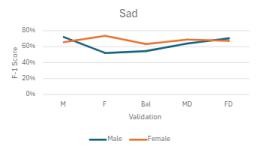 Sad
80%
60%
40%
20%
0%
F-1 Score
M F Bal MD FD
Validation
Male Female